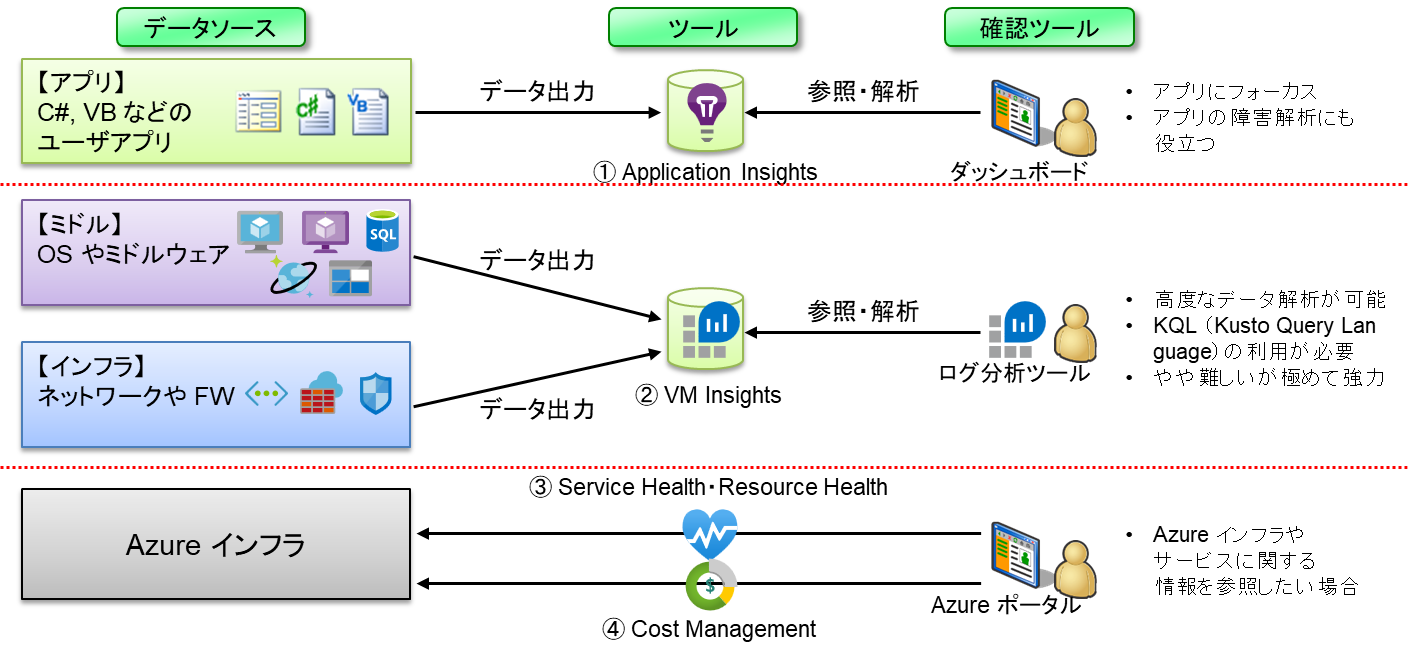 データソース
ツール
確認ツール
【アプリ】
C#, VB などの
ユーザアプリ
C#
VB
データ出力
参照・解析
① Application Insights
ダッシュボード
• アプリにフォーカス
• アプリの障害解析にも
役立つ
【ミドル】
OS やミドルウェア
SQL
データ出力
【インフラ】
ネットワークや FW
データ出力
② VM Insights
参照・解析
ログ分析ツール
• 高度なデータ解析が可能
• KQL（Kusto Query Lan
guage）の利用が必要
• やや難しいが極めて強力
Azure インフラ
③ Service Health・Resource Health
$
④ Cost Management
Azure ポータル
• Azure インフラや
サービスに関する
情報を参照したい場合